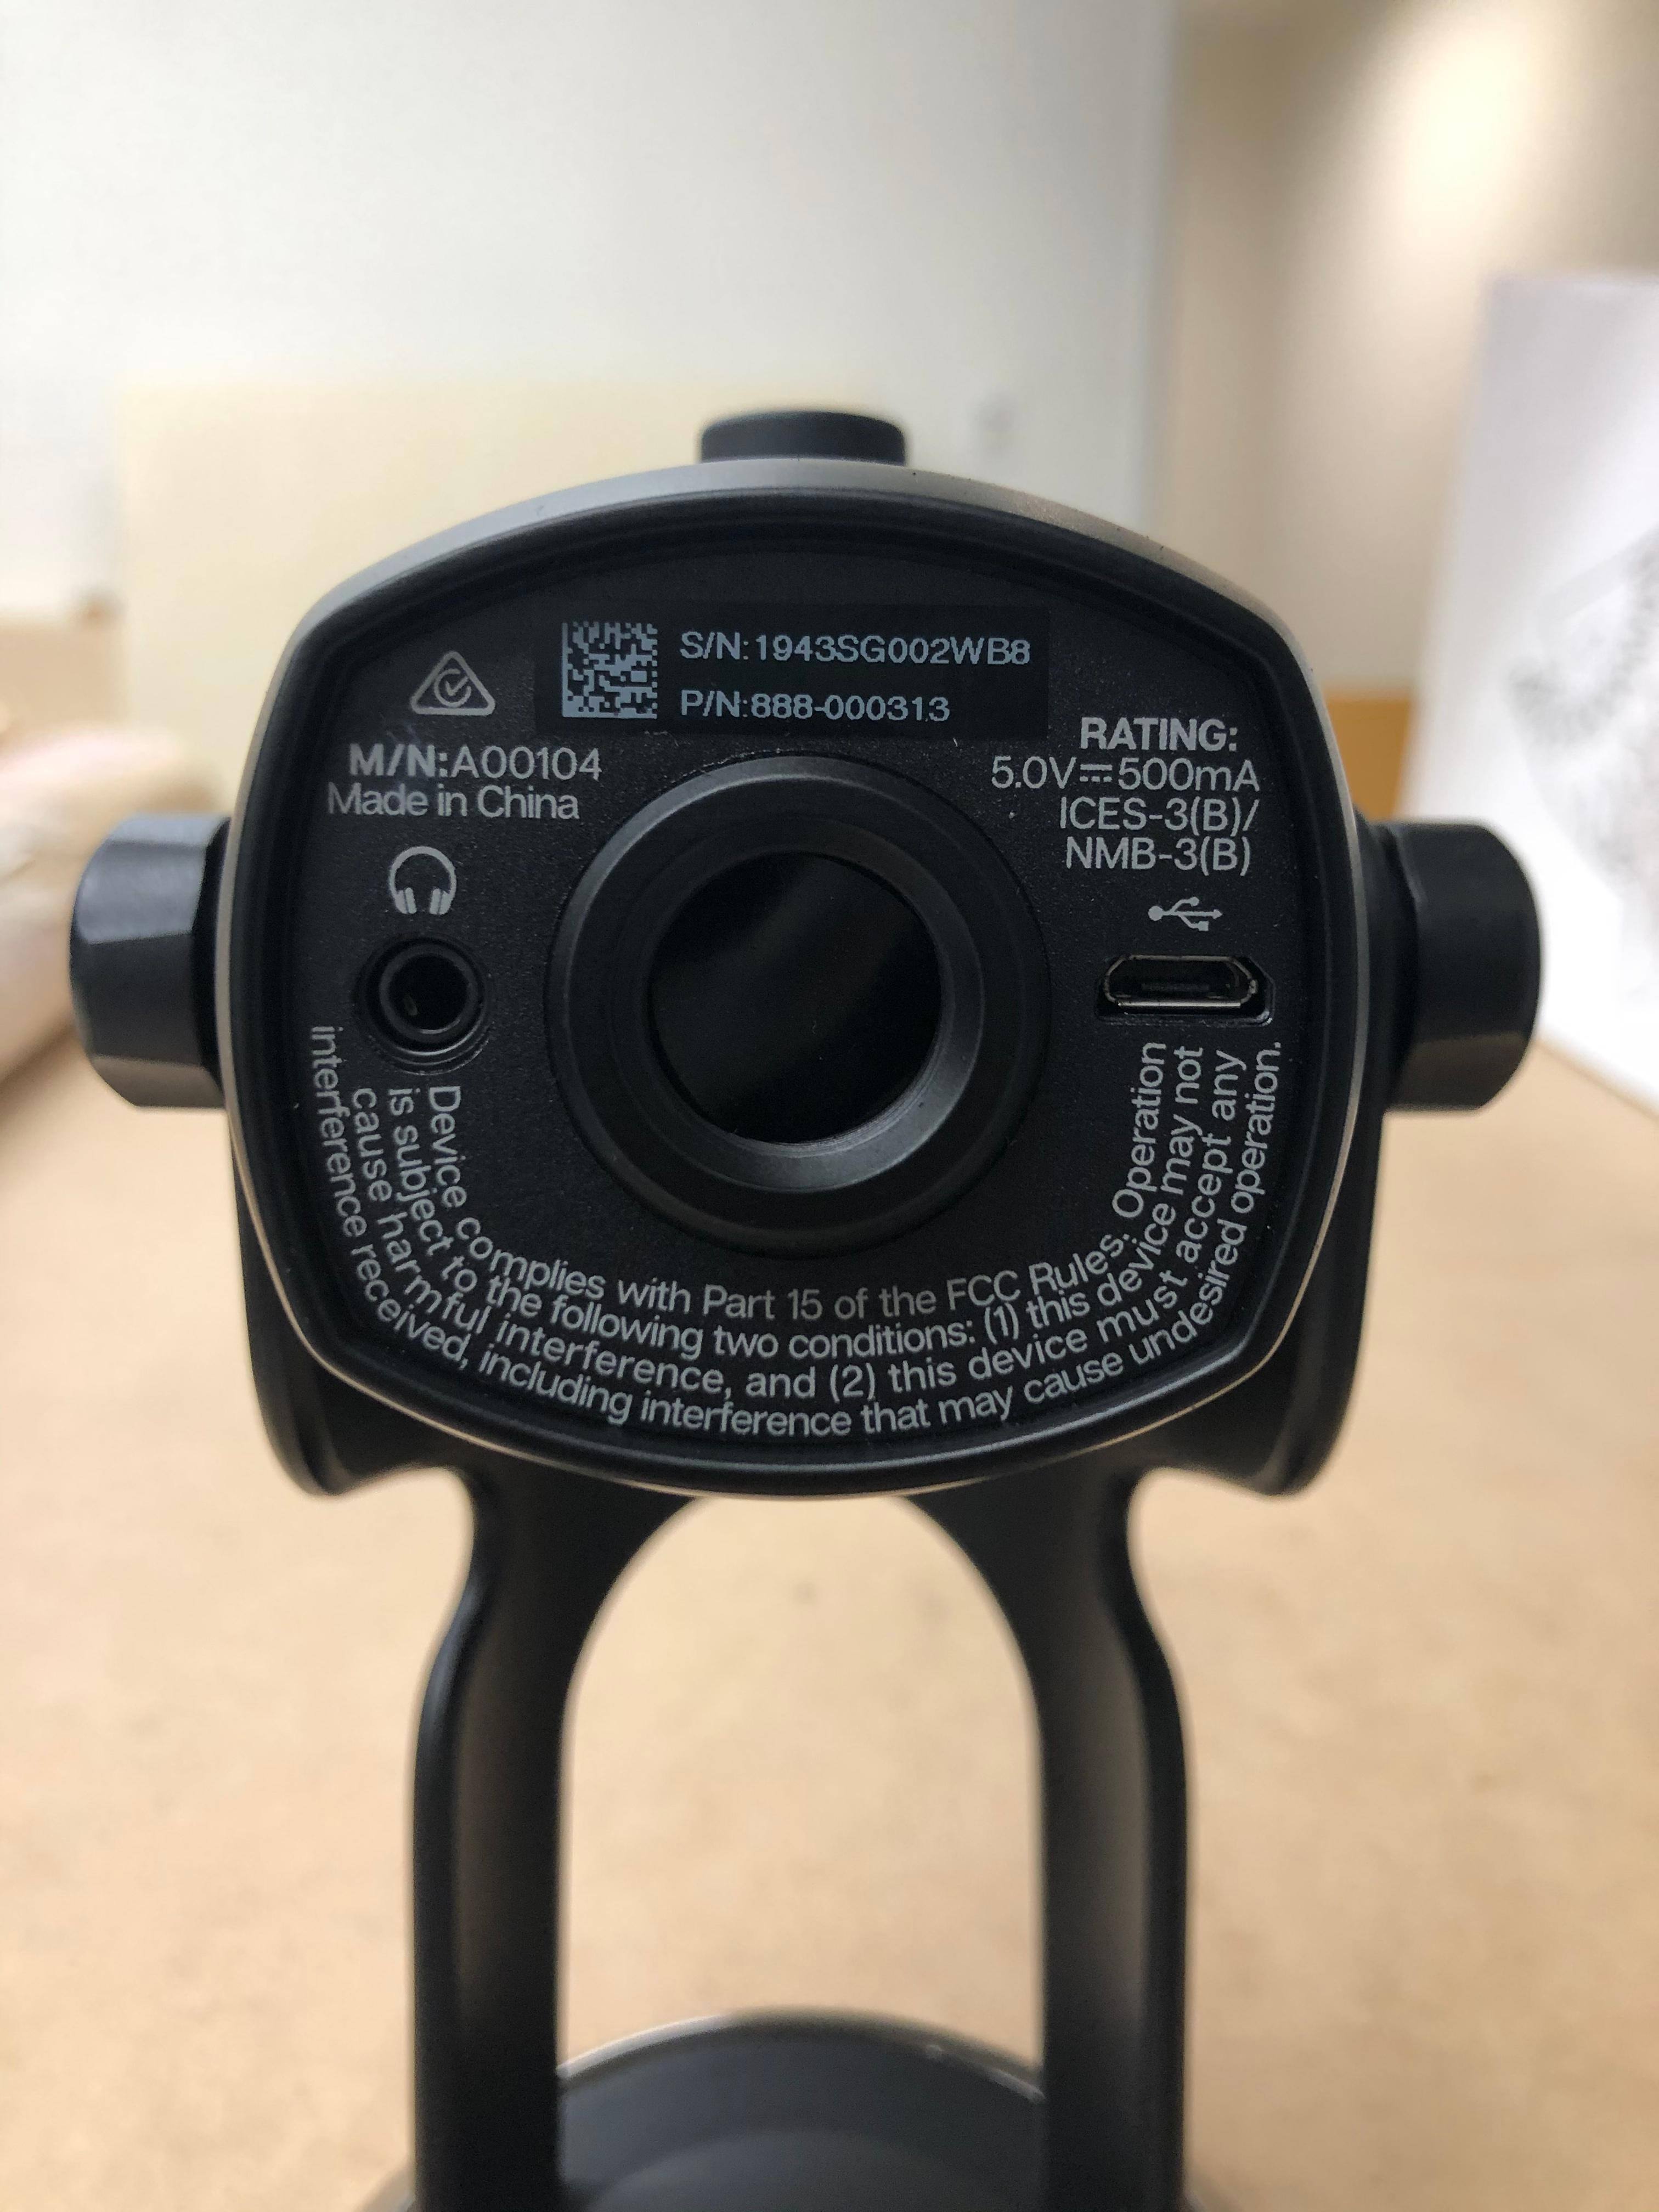 S/N:1943SG002WB8
P/N:888-000313
M/N:A00104
Made in China
RATING:
5.0V⎓500mA
ICES-3(B)/
NMB-3(B)
Device complies with Part 15 of the FCC Rules. Operation
is subject to the following two conditions: (1) this device may not
cause harmful interference, and (2) this device must accept any
interference received, including interference that may cause undesired operation.